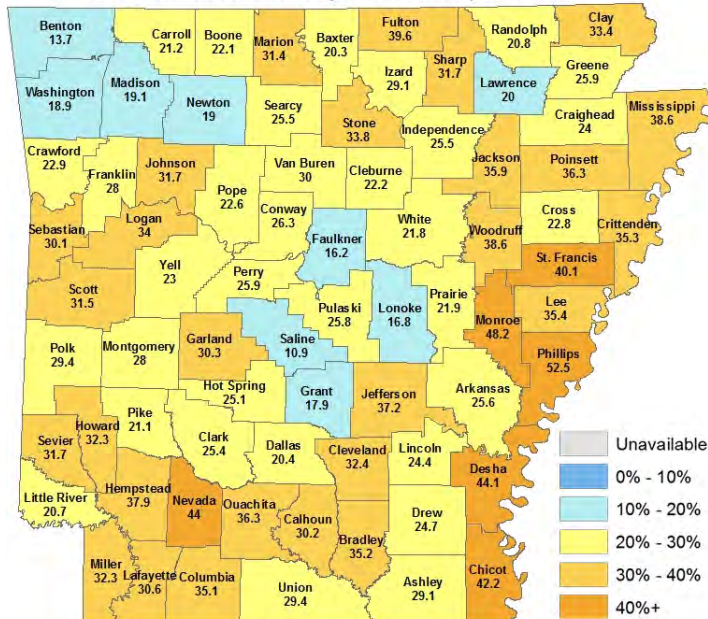 Benton
13.7
Carroll
21.2
Boone
22.1
Marion
31.4
Baxter
20.3
Fulton
39.6
Randolph
20.8
Clay
33.4
Washington
18.9
Madison
19.1
Newton
19
Searcy
25.5
Izard
29.1
Sharp
31.7
Lawrence
20
Greene
25.9
Stone
33.8
Independence
25.5
Craighead
24
Mississippi
38.6
Crawford
22.9
Franklin
28
Johnson
31.7
Pope
22.6
Van Buren
30
Cleburne
22.2
Jackson
35.9
Poinsett
36.3
Sebastian
30.1
Logan
34
Conway
26.3
Faulkner
16.2
White
21.8
Woodruff
38.6
Cross
22.8
Crittenden
35.3
Scott
31.5
Yell
23
Perry
25.9
Pulaski
25.8
Lonoke
16.8
Prairie
21.9
St. Francis
40.1
Lee
35.4
Monroe
48.2
Phillips
52.5
Polk
29.4
Montgomery
28
Garland
30.3
Saline
10.9
Hot Spring
25.1
Grant
17.9
Jefferson
37.2
Arkansas
25.6
Sevier
31.7
Howard
32.3
Pike
21.1
Clark
25.4
Dallas
20.4
Cleveland
32.4
Lincoln
24.4
Desha
44.1
Little River
20.7
Hempstead
37.9
Nevada
44
Ouachita
36.3
Calhoun
30.2
Bradley
35.2
Drew
24.7
Miller
32.3
Lafayette
30.6
Columbia
35.1
Union
29.4
Ashley
29.1
Chicot
42.2
Unavailable
0% - 10%
10% - 20%
20% - 30%
30% - 40%
40%+